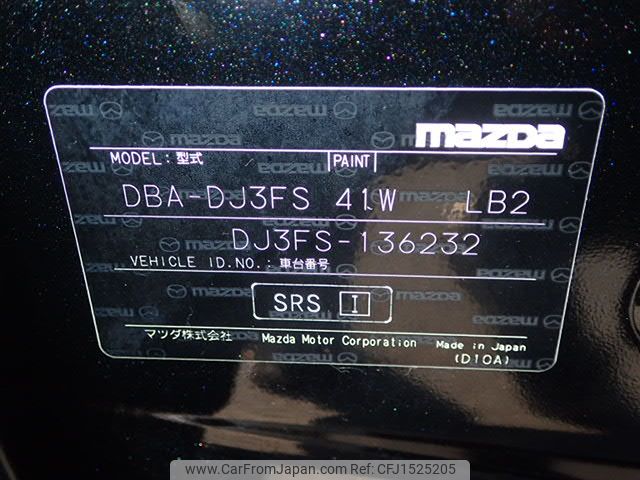 mazda
MODEL: 型式 PAINT
DBA-DJ3FS 41W LB2
DJ3FS-136232
VEHICLE ID.NO.: 車台番号
SRS I
マツダ株式会社 Mazda Motor Corporation Made in Japan
(D10A)
www.CarFromJapan.com | ID:CFJ1525205